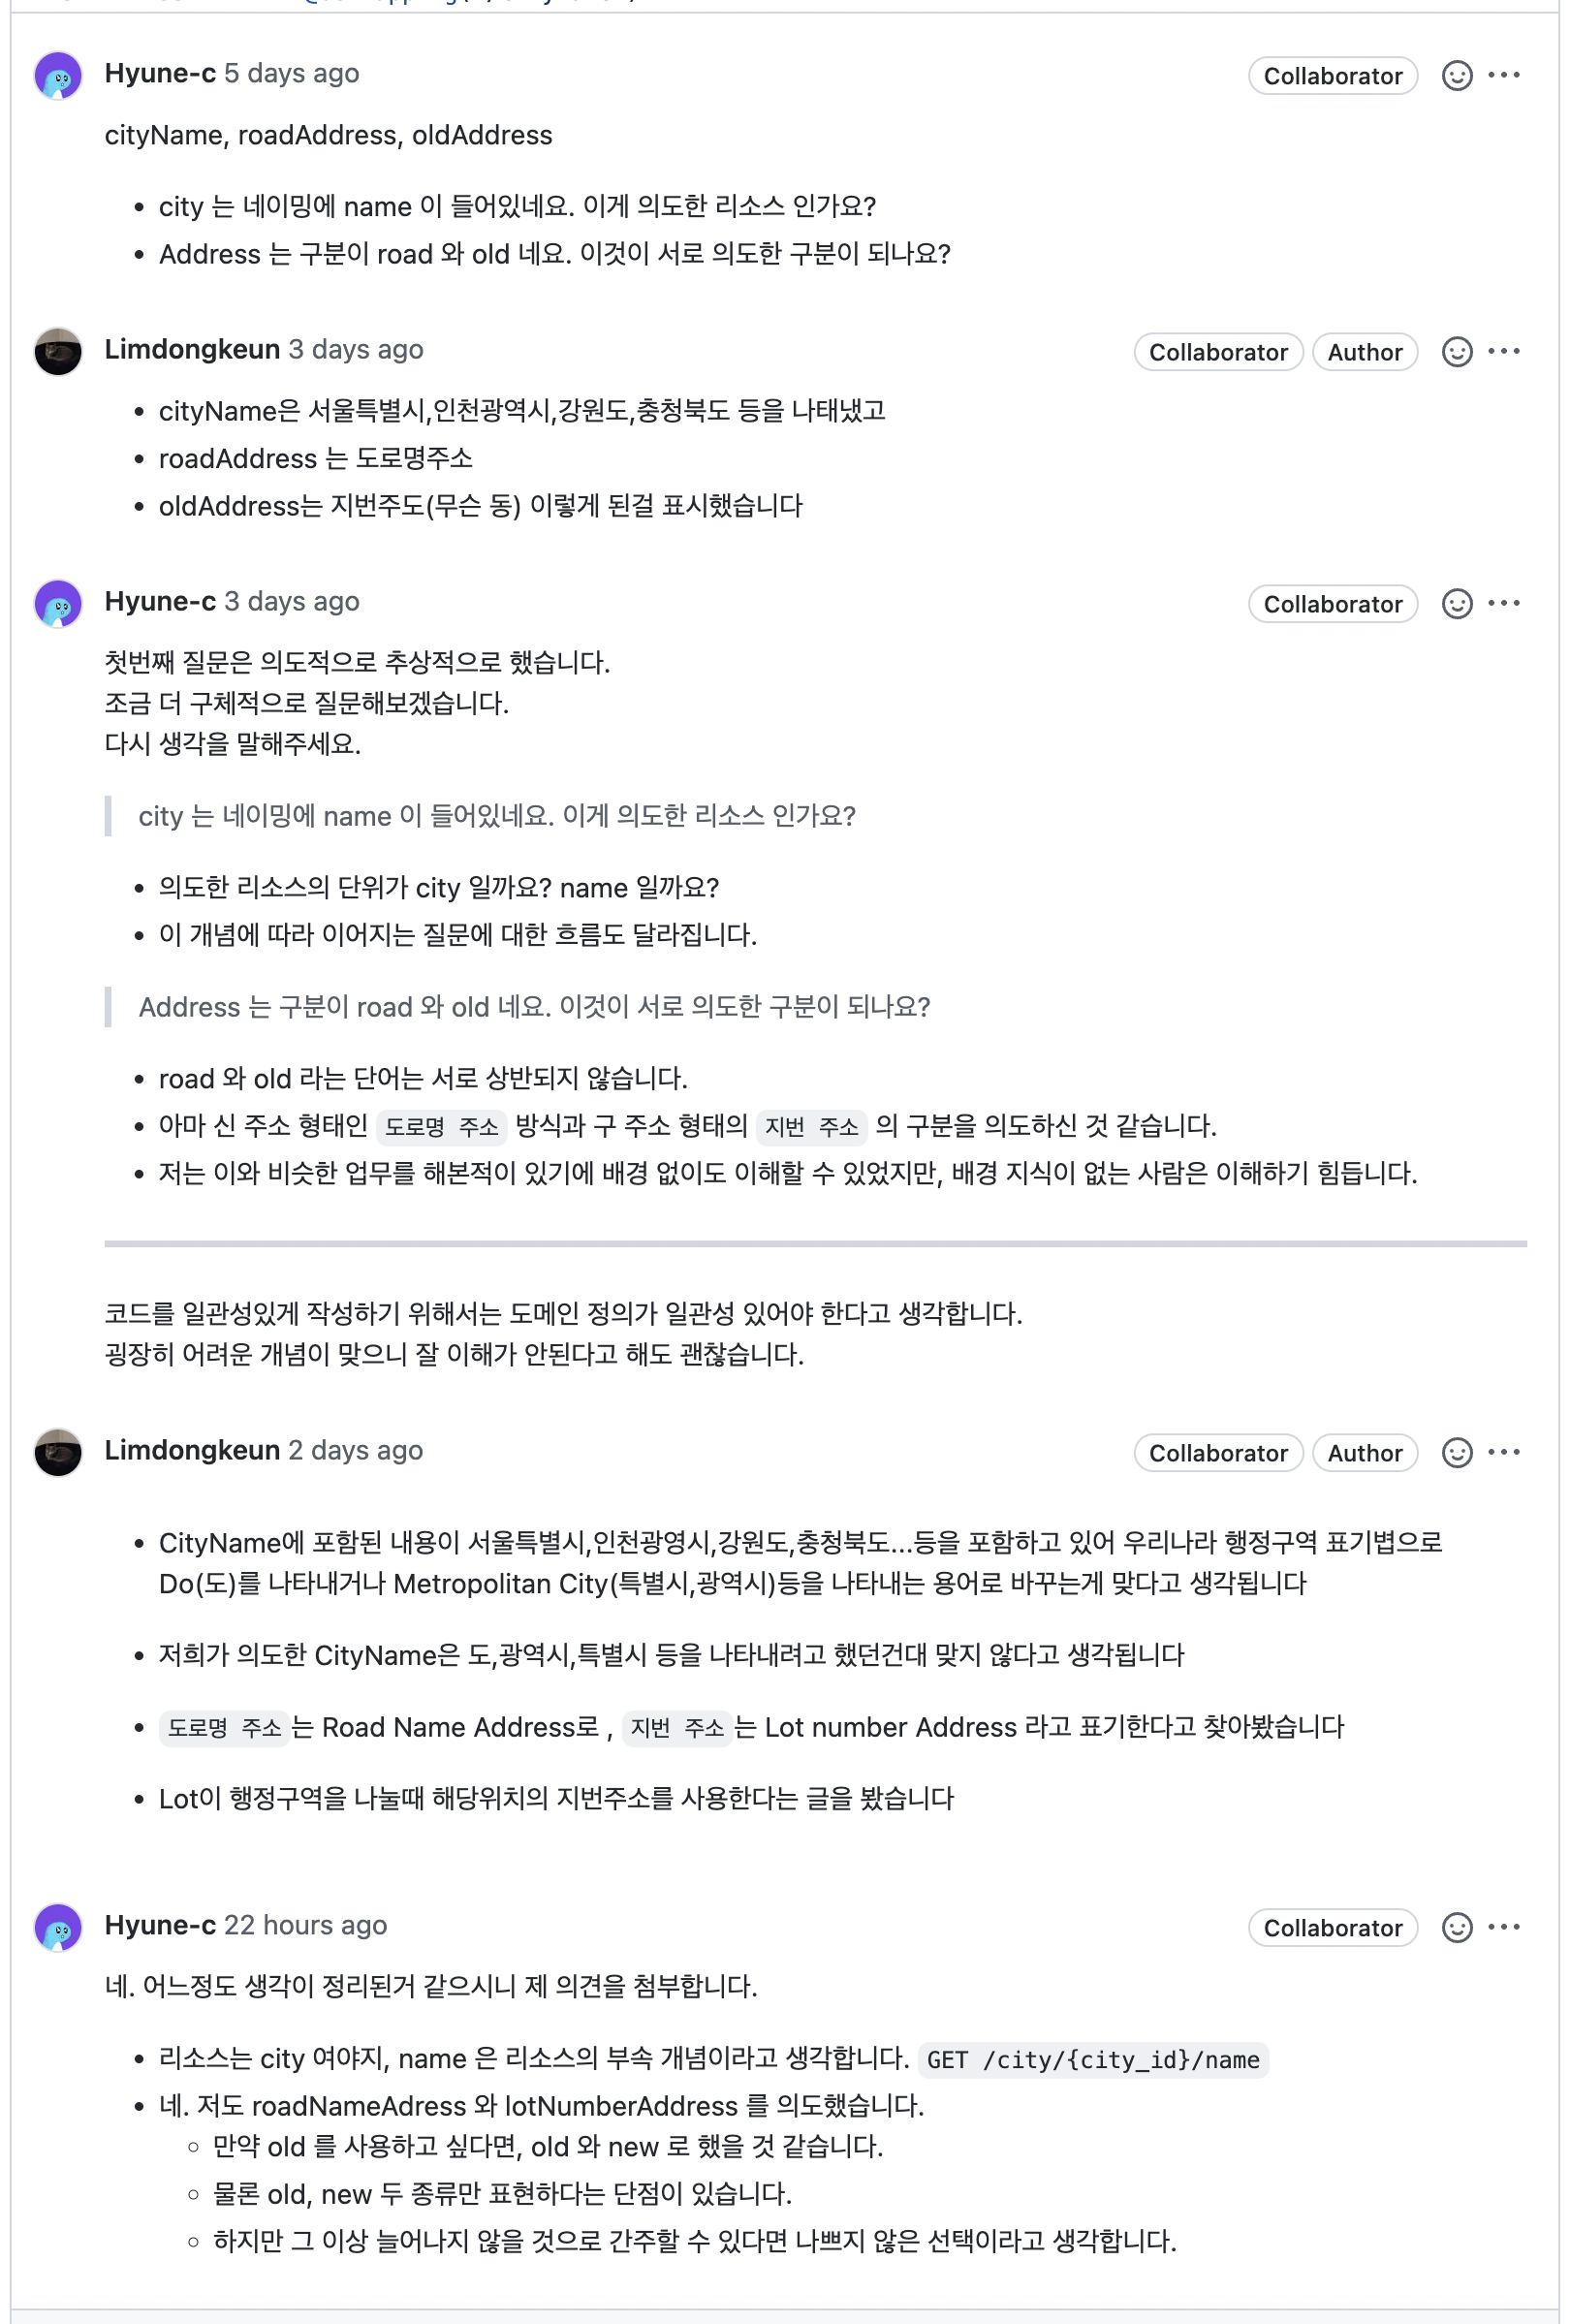 Hyune-c 5 days ago
Collaborator
cityName, roadAddress, oldAddress
city 는 네이밍에 name 이 들어있네요. 이게 의도한 리소스 인가요?
Address 는 구분이 road 와 old 네요. 이것이 서로 의도한 구분이 되나요?
Limdongkeun 3 days ago
Collaborator Author
cityName은 서울특별시,인천광역시,강원도,충청북도 등을 나태냈고
roadAddress 는 도로명주소
oldAddress는 지번주도(무슨 동) 이렇게 된걸 표시했습니다
Hyune-c 3 days ago
Collaborator
첫번째 질문은 의도적으로 추상적으로 했습니다.
조금 더 구체적으로 질문해보겠습니다.
다시 생각을 말해주세요.
city 는 네이밍에 name 이 들어있네요. 이게 의도한 리소스 인가요?
의도한 리소스의 단위가 city 일까요? name 일까요?
이 개념에 따라 이어지는 질문에 대한 흐름도 달라집니다.
Address 는 구분이 road 와 old 네요. 이것이 서로 의도한 구분이 되나요?
road 와 old 라는 단어는 서로 상반되지 않습니다.
아마 신 주소 형태인 도로명 주소 방식과 구 주소 형태의 지번 주소 의 구분을 의도하신 것 같습니다.
저는 이와 비슷한 업무를 해본적이 있기에 배경 없이도 이해할 수 있었지만, 배경 지식이 없는 사람은 이해하기 힘듭니다.
코드를 일관성있게 작성하기 위해서는 도메인 정의가 일관성 있어야 한다고 생각합니다.
굉장히 어려운 개념이 맞으니 잘 이해가 안된다고 해도 괜찮습니다.
Limdongkeun 2 days ago
Collaborator Author
CityName에 포함된 내용이 서울특별시,인천광영시,강원도,충청북도...등을 포함하고 있어 우리나라 행정구역 표기볍으로
Do(도)를 나타내거나 Metropolitan City(특별시,광역시)등을 나타내는 용어로 바꾸는게 맞다고 생각됩니다
저희가 의도한 CityName은 도,광역시,특별시 등을 나타내려고 했던건대 맞지 않다고 생각됩니다
도로명 주소는 Road Name Address로 , 지번 주소는 Lot number Address 라고 표기한다고 찾아봤습니다
Lot이 행정구역을 나눌때 해당위치의 지번주소를 사용한다는 글을 봤습니다
Hyune-c 22 hours ago
Collaborator
네. 어느정도 생각이 정리된거 같으시니 제 의견을 첨부합니다.
리소스는 city 여야지, name 은 리소스의 부속 개념이라고 생각합니다. GET /city/{city_id}/name
네. 저도 roadNameAdress 와 lotNumberAddress 를 의도했습니다.
만약 old 를 사용하고 싶다면, old 와 new 로 했을 것 같습니다.
물론 old, new 두 종류만 표현하다는 단점이 있습니다.
하지만 그 이상 늘어나지 않을 것으로 간주할 수 있다면 나쁘지 않은 선택이라고 생각합니다.